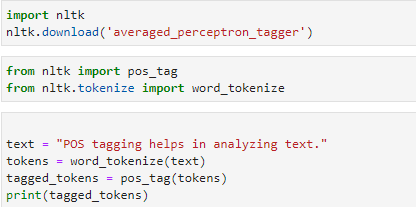 import nltk
nltk.download('averaged_perceptron_tagger')
from nltk import pos_tag
from nltk.tokenize import word_tokenize
text = "POS tagging helps in analyzing text."
tokens = word_tokenize(text)
tagged_tokens = pos_tag(tokens)
print(tagged_tokens)